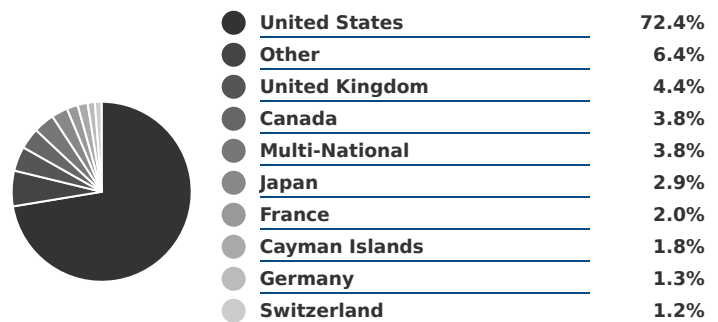 United States 72.4%
Other 6.4%
United Kingdom 4.4%
Canada 3.8%
Multi-National 3.8%
Japan 2.9%
France 2.0%
Cayman Islands 1.8%
Germany 1.3%
Switzerland 1.2%